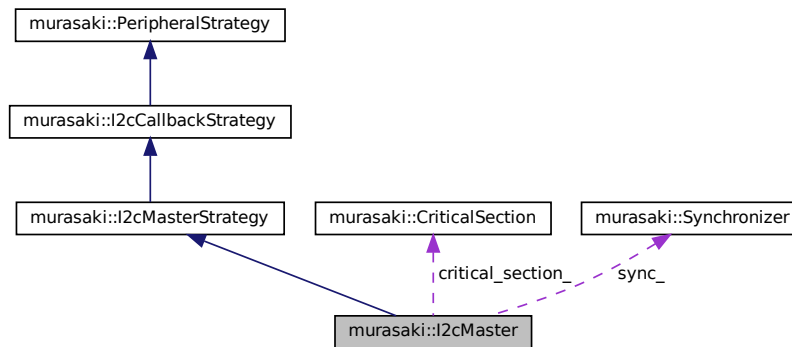 murasaki::PeripheralStrategy
murasaki::I2cCallbackStrategy
murasaki::I2cMasterStrategy
murasaki::CriticalSection
murasaki::Synchronizer
critical_section_
sync_
murasaki::I2cMaster